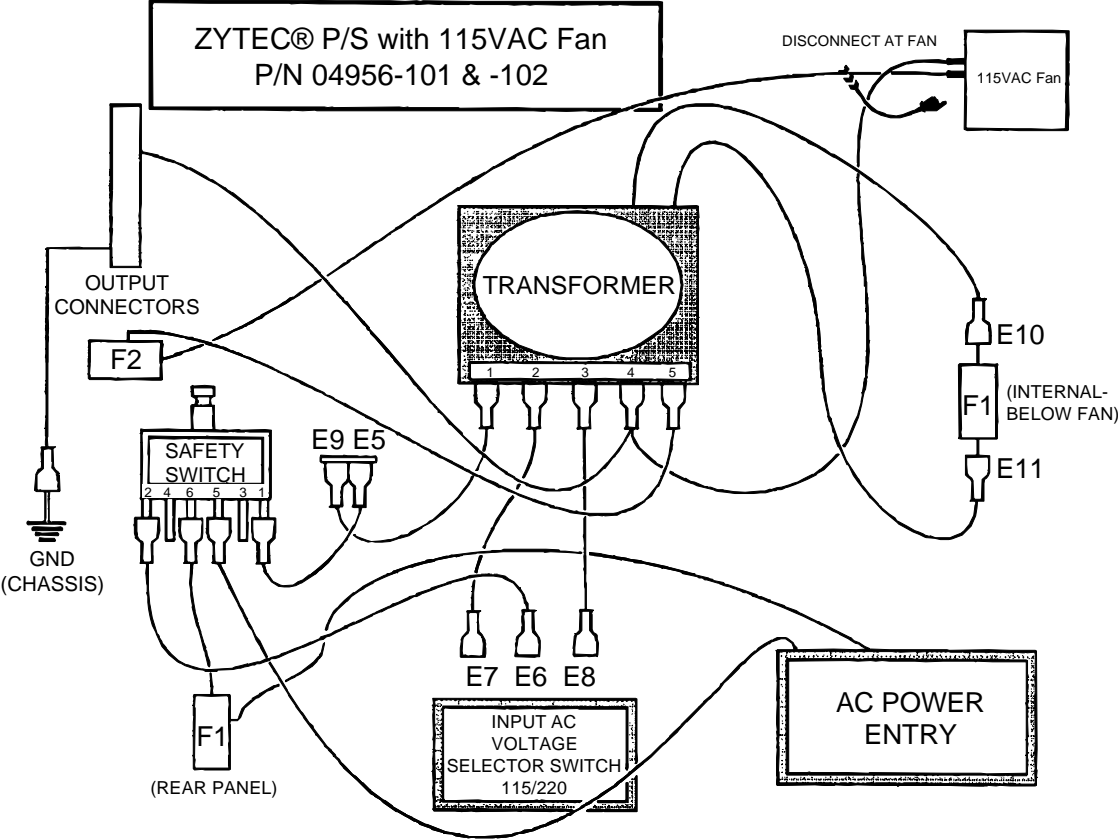 ZYTEC® P/S with 115VAC Fan
P/N 04956-101 & -102
DISCONNECT AT FAN
115VAC Fan
OUTPUT
CONNECTORS
TRANSFORMER
1 2 3 4 5
F2
E10
F1
(INTERNAL-
BELOW FAN)
E11
SAFETY
SWITCH
2 4 6 5 3 1
E9 E5
GND
(CHASSIS)
E7 E6 E8
F1
(REAR PANEL)
INPUT AC
VOLTAGE
SELECTOR SWITCH
115/220
AC POWER
ENTRY